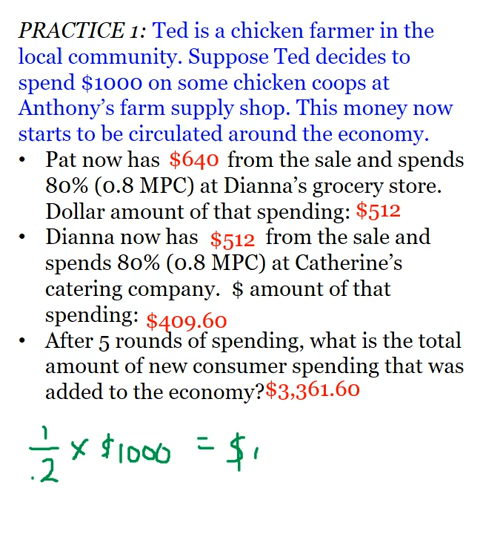 PRACTICE 1: Ted is a chicken farmer in the
local community. Suppose Ted decides to
spend $1000 on some chicken coops at
Anthony's farm supply shop. This money now
starts to be circulated around the economy.
• Pat now has $640 from the sale and spends
80% (0.8 MPC) at Dianna's grocery store.
Dollar amount of that spending: $512
• Dianna now has $512 from the sale and
spends 80% (0.8 MPC) at Catherine's
catering company. $ amount of that
spending: $409.60
• After 5 rounds of spending, what is the total
amount of new consumer spending that was
added to the economy? $3,361.60
1/.2 × $1000 = $